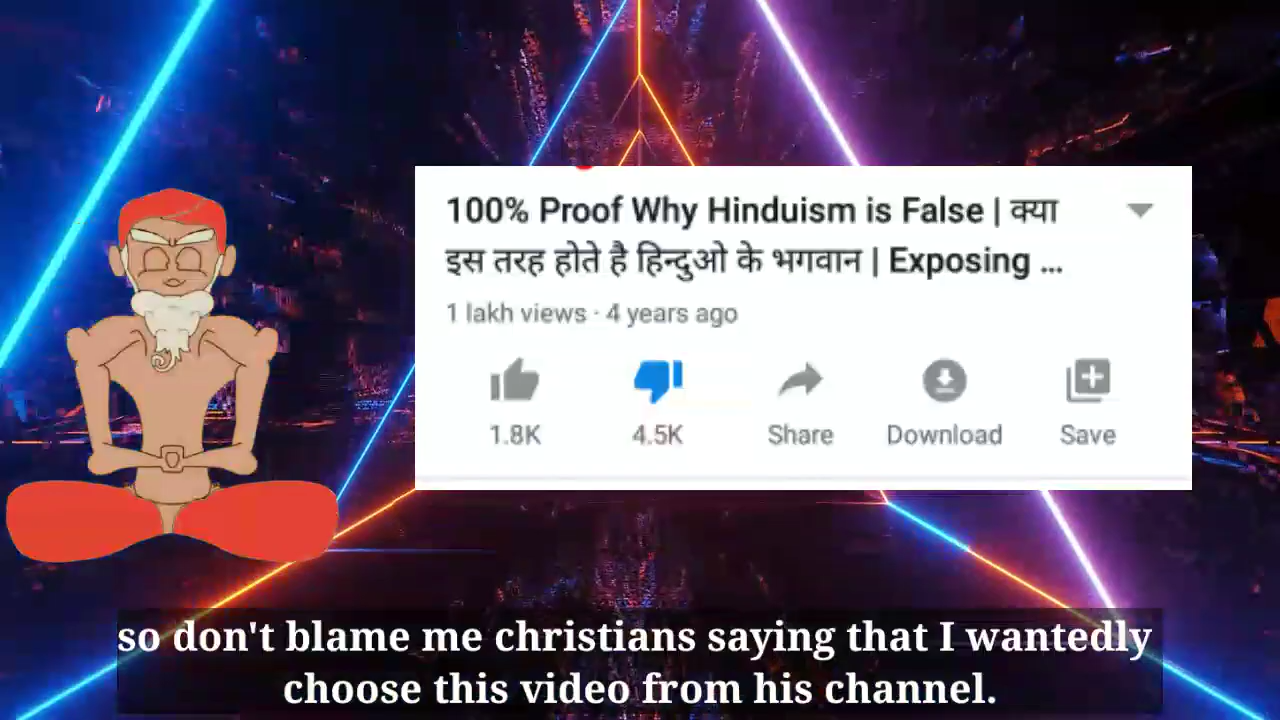 100% Proof Why Hinduism is False | क्या
इस तरह होते है हिन्दुओ के भगवान | Exposing ...
1 lakh views · 4 years ago
1.8K 4.5K Share Download Save
so don't blame me christians saying that I wantedly
choose this video from his channel.